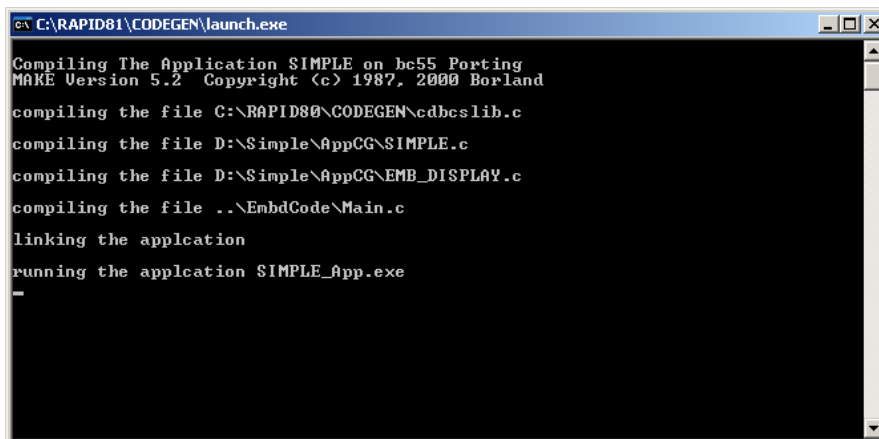 C:\RAPID81\CODEGEN\launch.exe
Compiling The Application SIMPLE on bc55 Porting
MAKE Version 5.2  Copyright (c) 1987, 2000 Borland
compiling the file C:\RAPID80\CODEGEN\cdbcslib.c
compiling the file D:\Simple\AppCG\SIMPLE.c
compiling the file D:\Simple\AppCG\EMB_DISPLAY.c
compiling the file ..\EmbdCode\Main.c
linking the applcation
running the applcation SIMPLE_App.exe